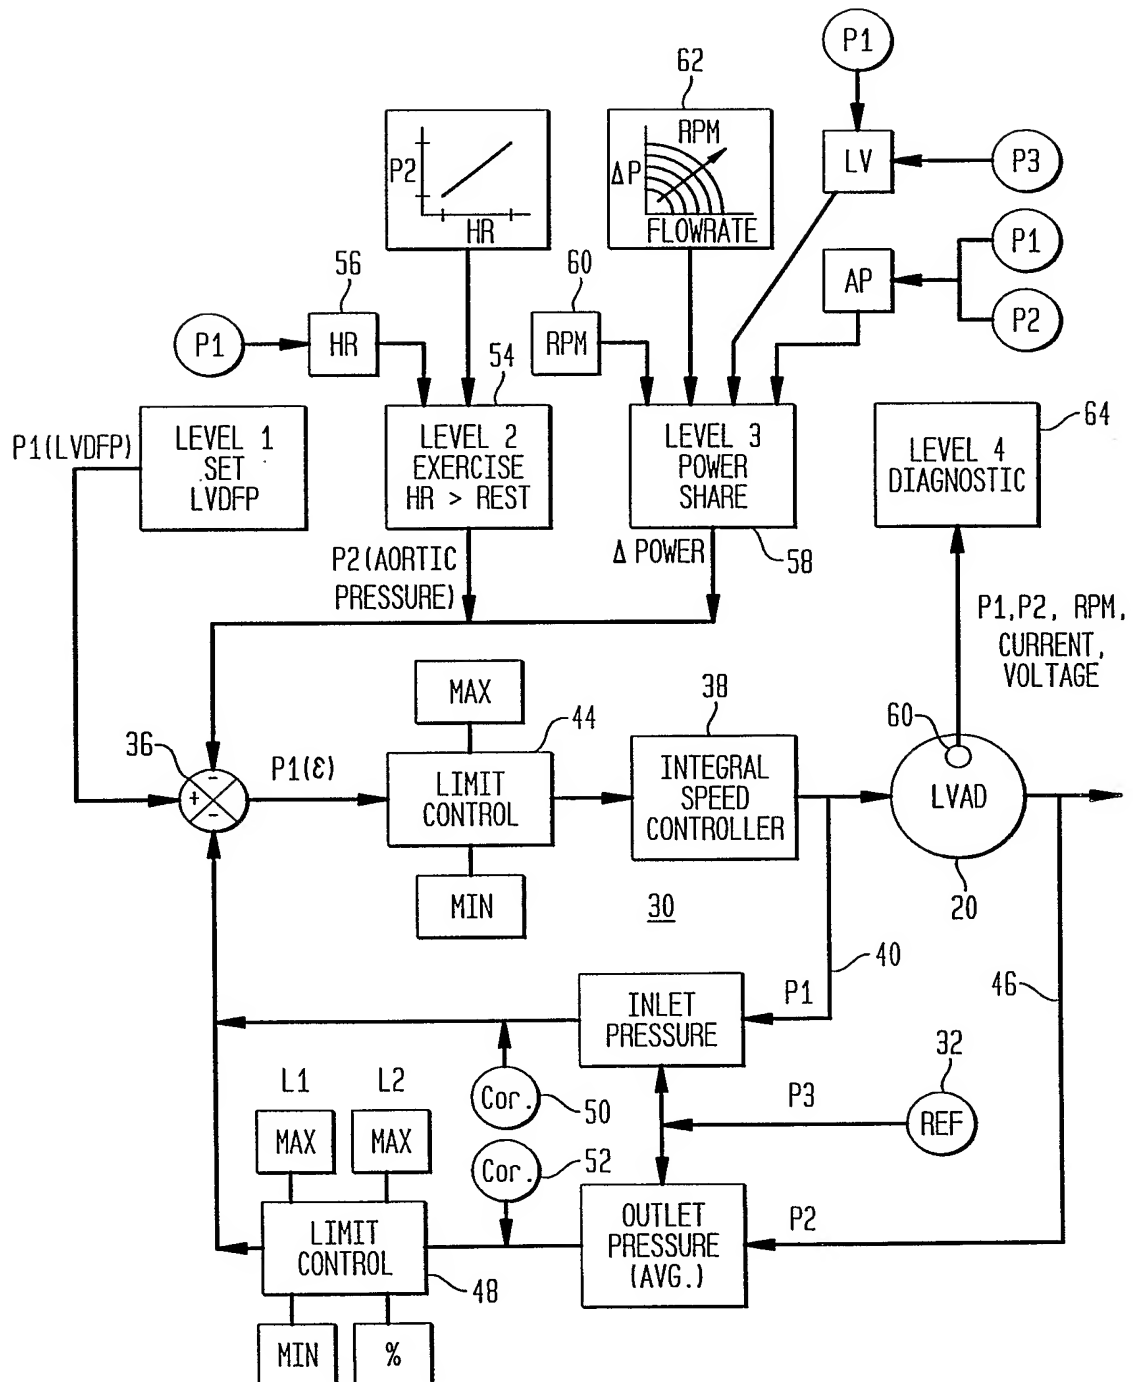 P1
62
RPM
ΔP
FLOWRATE
P2
HR
LV
P3
P1
AP
P2
56
P1
HR
60
RPM
54
P1(LVDFP)
LEVEL 1
SET
LVDFP
LEVEL 2
EXERCISE
HR > REST
LEVEL 3
POWER
SHARE
58
LEVEL 4
DIAGNOSTIC
64
P2(AORTIC
PRESSURE)
Δ POWER
P1,P2, RPM,
CURRENT,
VOLTAGE
MAX
44
38
36
-
+
-
P1(ε)
LIMIT
CONTROL
INTEGRAL
SPEED
CONTROLLER
60
LVAD
20
MIN
30
40
46
INLET
PRESSURE
P1
32
REF
P3
Cor.
50
Cor.
52
L1
L2
MAX
MAX
LIMIT
CONTROL
48
OUTLET
PRESSURE
(AVG.)
P2
MIN
%